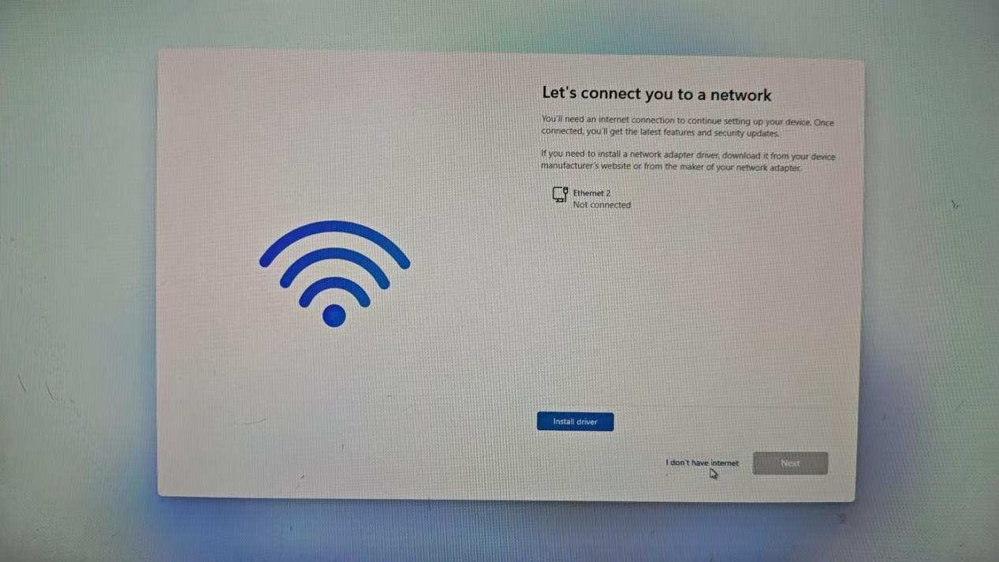 Let's connect you to a network
You'll need an internet connection to continue setting up your device. Once
connected, you'll get the latest features and security updates.
If you need to install a network adapter driver, download it from your device
manufacturer's website or from the maker of your network adapter.
Ethernet 2
Not connected
Install driver
I don't have internet
Next